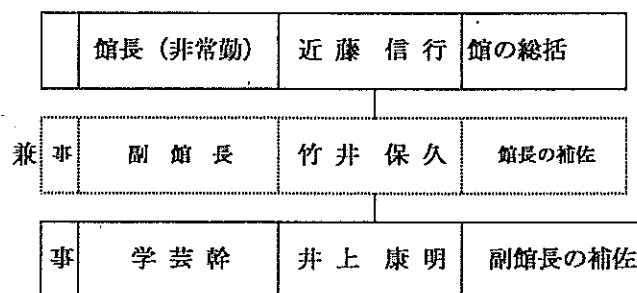 館長（非常勤） 近藤 信行 館の総括
兼 事 副館長 竹井 保久 館長の補佐
事 学芸幹 井上 康明 副館長の補佐